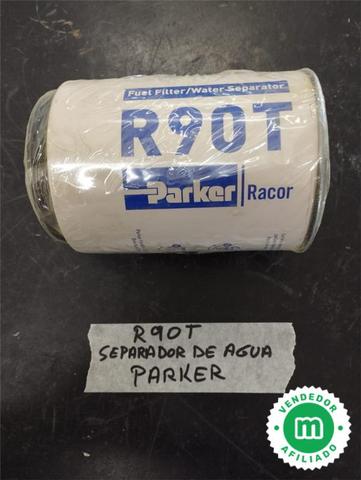 Fuel Filter/Water Separator
R90T
Parker
Racor
R90T
SEPARADOR DE AGUA
PARKER
VENDEDOR
m
AFILIADO